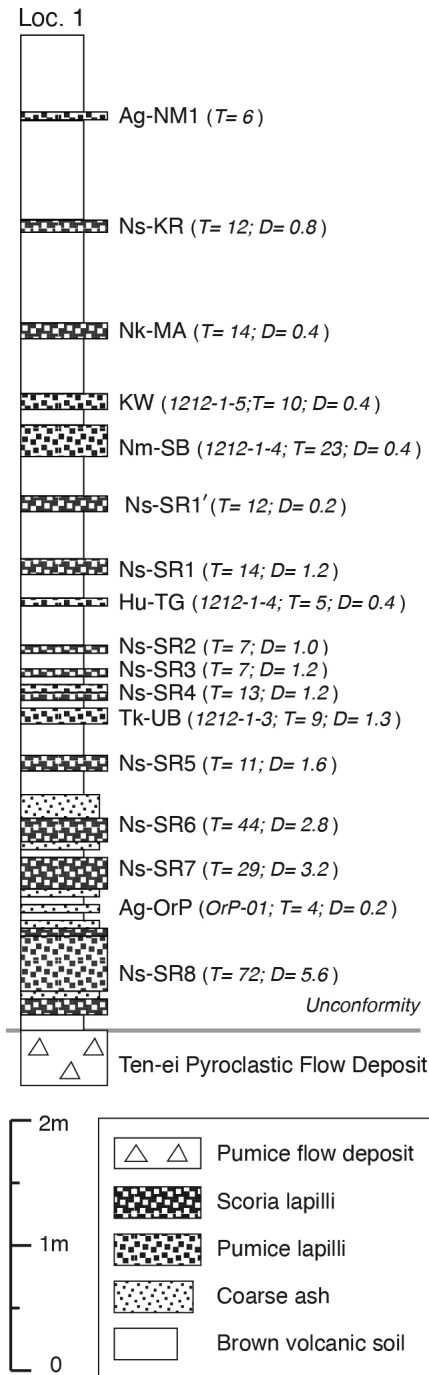 Loc. 1
Ag-NM1 (T= 6 )
Ns-KR (T= 12; D= 0.8 )
Nk-MA (T= 14; D= 0.4 )
KW (1212-1-5;T= 10; D= 0.4 )
Nm-SB (1212-1-4; T= 23; D= 0.4 )
Ns-SR1′(T= 12; D= 0.2 )
Ns-SR1 (T= 14; D= 1.2 )
Hu-TG (1212-1-4; T= 5; D= 0.4 )
Ns-SR2 (T= 7; D= 1.0 )
Ns-SR3 (T= 7; D= 1.2 )
Ns-SR4 (T= 13; D= 1.2 )
Tk-UB (1212-1-3; T= 9; D= 1.3 )
Ns-SR5 (T= 11; D= 1.6 )
Ns-SR6 (T= 44; D= 2.8 )
Ns-SR7 (T= 29; D= 3.2 )
Ag-OrP (OrP-01; T= 4; D= 0.2 )
Ns-SR8 (T= 72; D= 5.6 )
Unconformity
Ten-ei Pyroclastic Flow Deposit
2m
1m
0
Pumice flow deposit
Scoria lapilli
Pumice lapilli
Coarse ash
Brown volcanic soil